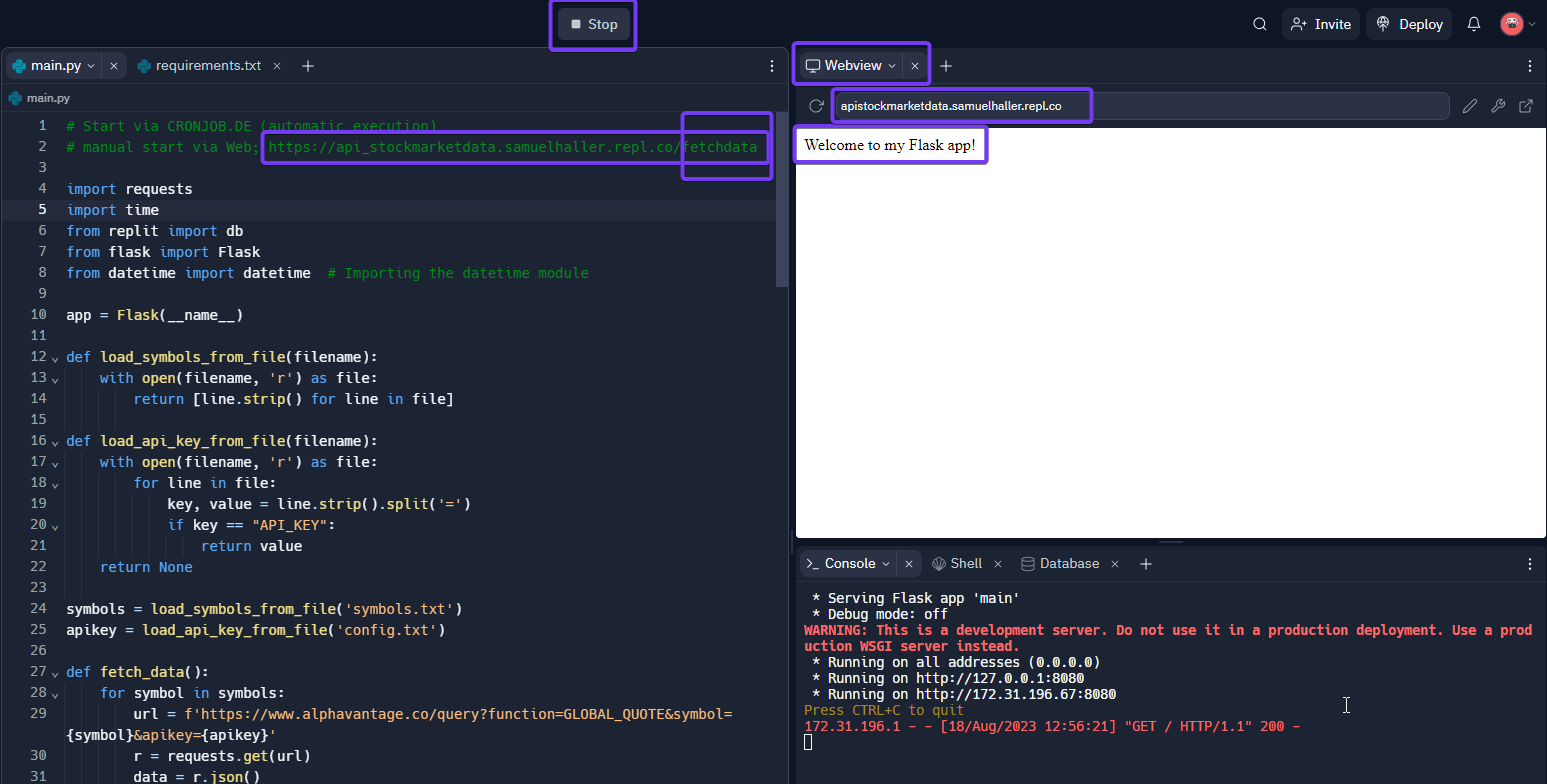 Stop
Invite
Deploy
main.py
requirements.txt
main.py
1 # Start via CRONJOB.DE (automatic execution)
2 # manual start via Web; https://api_stockmarketdata.samuelhaller.repl.co/fetchdata
3
4 import requests
5 import time
6 from replit import db
7 from flask import Flask
8 from datetime import datetime  # Importing the datetime module
9
10 app = Flask(__name__)
11
12 def load_symbols_from_file(filename):
13     with open(filename, 'r') as file:
14         return [line.strip() for line in file]
15
16 def load_api_key_from_file(filename):
17     with open(filename, 'r') as file:
18         for line in file:
19             key, value = line.strip().split('=')
20             if key == "API_KEY":
21                 return value
22     return None
23
24 symbols = load_symbols_from_file('symbols.txt')
25 apikey = load_api_key_from_file('config.txt')
26
27 def fetch_data():
28     for symbol in symbols:
29         url = f'https://www.alphavantage.co/query?function=GLOBAL_QUOTE&symbol=
{symbol}&apikey={apikey}'
30         r = requests.get(url)
31         data = r.json()
Webview
apistockmarketdata.samuelhaller.repl.co
Welcome to my Flask app!
Console
Shell
Database
* Serving Flask app 'main'
* Debug mode: off
WARNING: This is a development server. Do not use it in a production deployment. Use a prod
uction WSGI server instead.
* Running on all addresses (0.0.0.0)
* Running on http://127.0.0.1:8080
* Running on http://172.31.196.67:8080
Press CTRL+C to quit
172.31.196.1 - - [18/Aug/2023 12:56:21] "GET / HTTP/1.1" 200 -